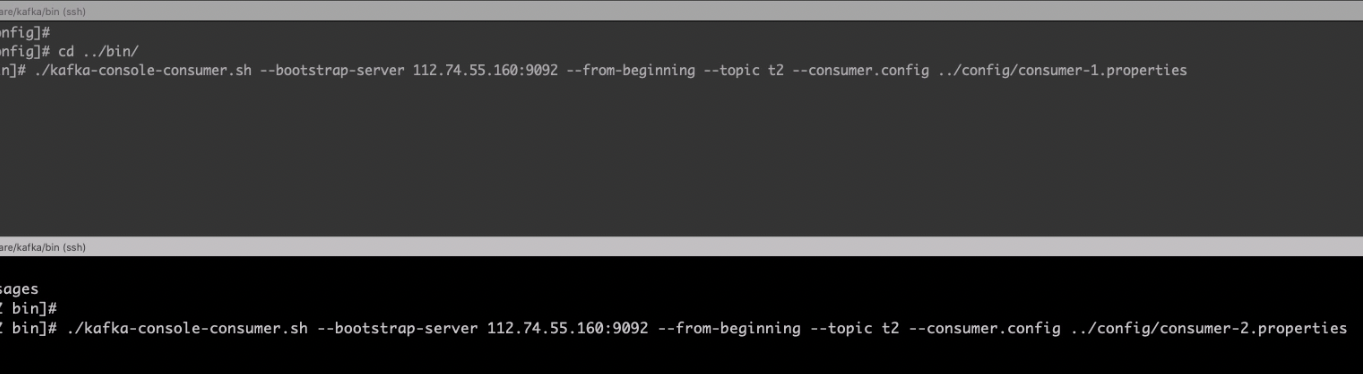 are/kafka/bin (ssh)
onfig]#
onfig]# cd ../bin/
in]# ./kafka-console-consumer.sh --bootstrap-server 112.74.55.160:9092 --from-beginning --topic t2 --consumer.config ../config/consumer-1.properties
are/kafka/bin (ssh)
sages
Z bin]#
Z bin]# ./kafka-console-consumer.sh --bootstrap-server 112.74.55.160:9092 --from-beginning --topic t2 --consumer.config ../config/consumer-2.properties